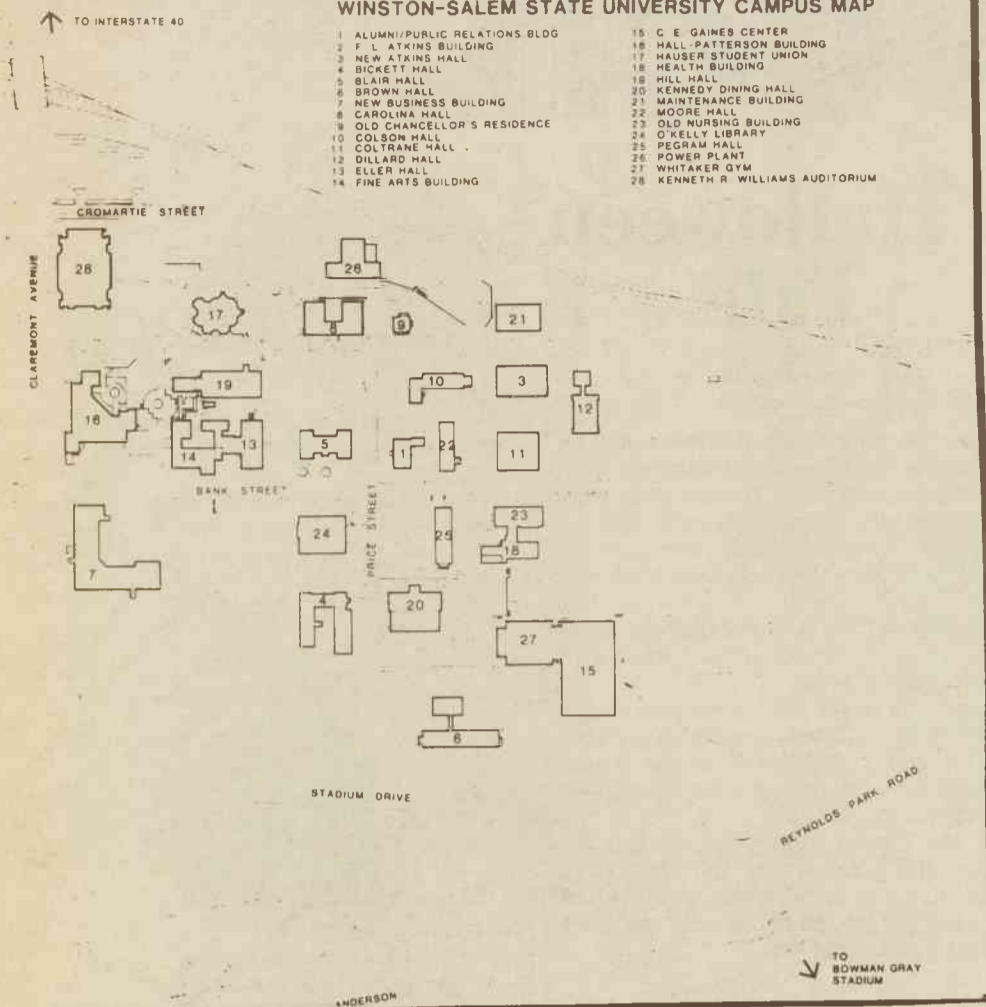 WINSTON-SALEM STATE UNIVERSITY CAMPUS MAP
TO INTERSTATE 40
1 ALUMNI/PUBLIC RELATIONS BLDG
2 F L ATKINS BUILDING
3 NEW ATKINS HALL
4 BICKETT HALL
5 BLAIR HALL
6 BROWN HALL
7 NEW BUSINESS BUILDING
8 CAROLINA HALL
9 OLD CHANCELLOR'S RESIDENCE
10 COLSON HALL
11 COLTRANE HALL
12 DILLARD HALL
13 ELLER HALL
14 FINE ARTS BUILDING
15 C E GAINES CENTER
16 HALL-PATTERSON BUILDING
17 HAUSER STUDENT UNION
18 HEALTH BUILDING
19 HILL HALL
20 KENNEDY DINING HALL
21 MAINTENANCE BUILDING
22 MOORE HALL
23 OLD NURSING BUILDING
24 O'KELLY LIBRARY
25 PEGRAM HALL
26 POWER PLANT
27 WHITAKER GYM
28 KENNETH R WILLIAMS AUDITORIUM
CROMARTIE STREET
CLAREMONT AVENUE
28
26
17
8
9
21
19
10
3
12
16
14
13
5
1
22
11
BANK STREET
PRICE STREET
24
25
23
18
7
4
20
27
15
6
STADIUM DRIVE
REYNOLDS PARK ROAD
TO
BOWMAN GRAY
STADIUM
ANDERSON